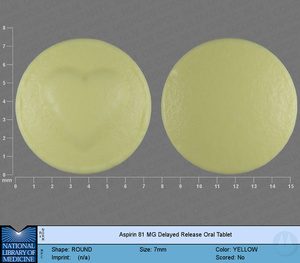 8
7
6
5
4
3
2
1
0
mm
0 1 2 3 4 5 6 7 8 9 10 11 12 13 14 15
Aspirin 81 MG Delayed Release Oral Tablet
NATIONAL
LIBRARY OF
MEDICINE
Shape: ROUND
Size: 7mm
Color: YELLOW
Imprint: (n/a)
Scored: No